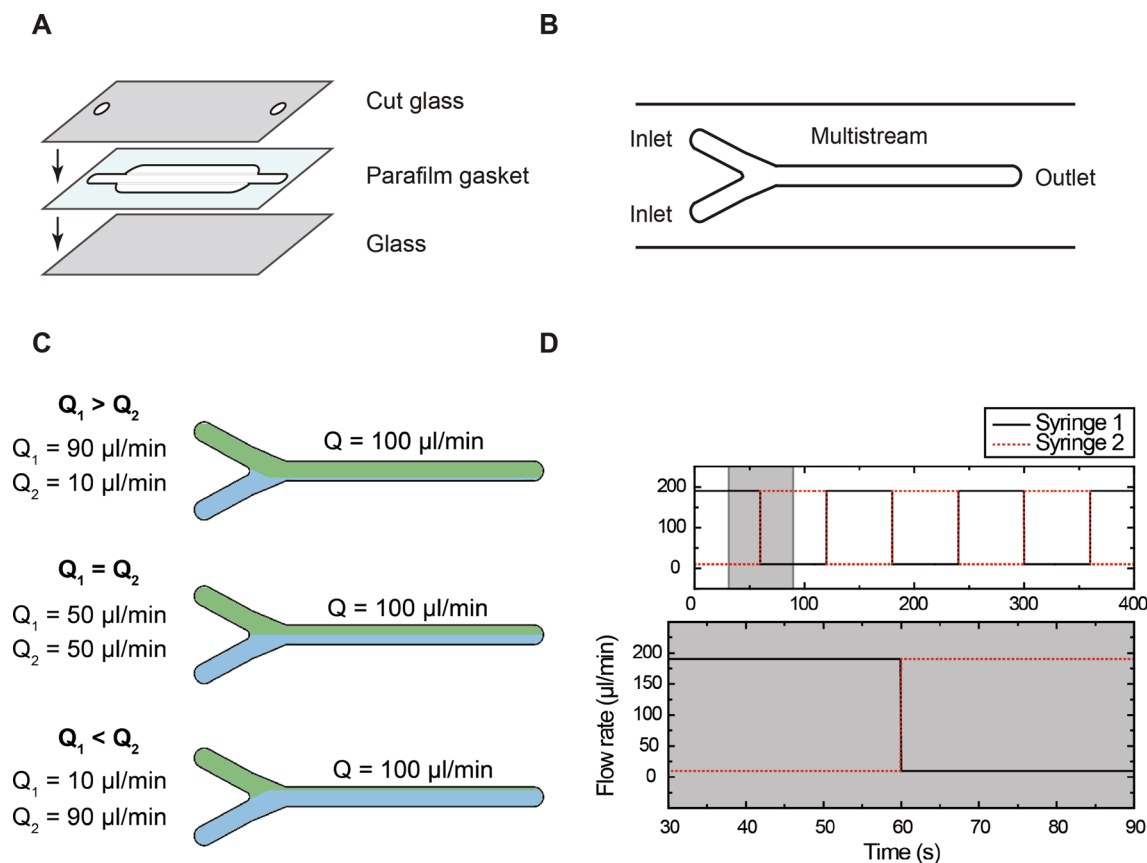 A
Cut glass
Parafilm gasket
Glass
B
Inlet
Multistream
Outlet
Inlet
C
Q₁ > Q₂
Q₁ = 90 µl/min
Q₂ = 10 µl/min
Q = 100 µl/min
Q₁ = Q₂
Q₁ = 50 µl/min
Q₂ = 50 µl/min
Q = 100 µl/min
Q₁ < Q₂
Q₁ = 10 µl/min
Q₂ = 90 µl/min
Q = 100 µl/min
D
Syringe 1
Syringe 2
200
100
0
0 100 200 300 400
Flow rate (µl/min)
200
150
100
50
0
30 40 50 60 70 80 90
Time (s)